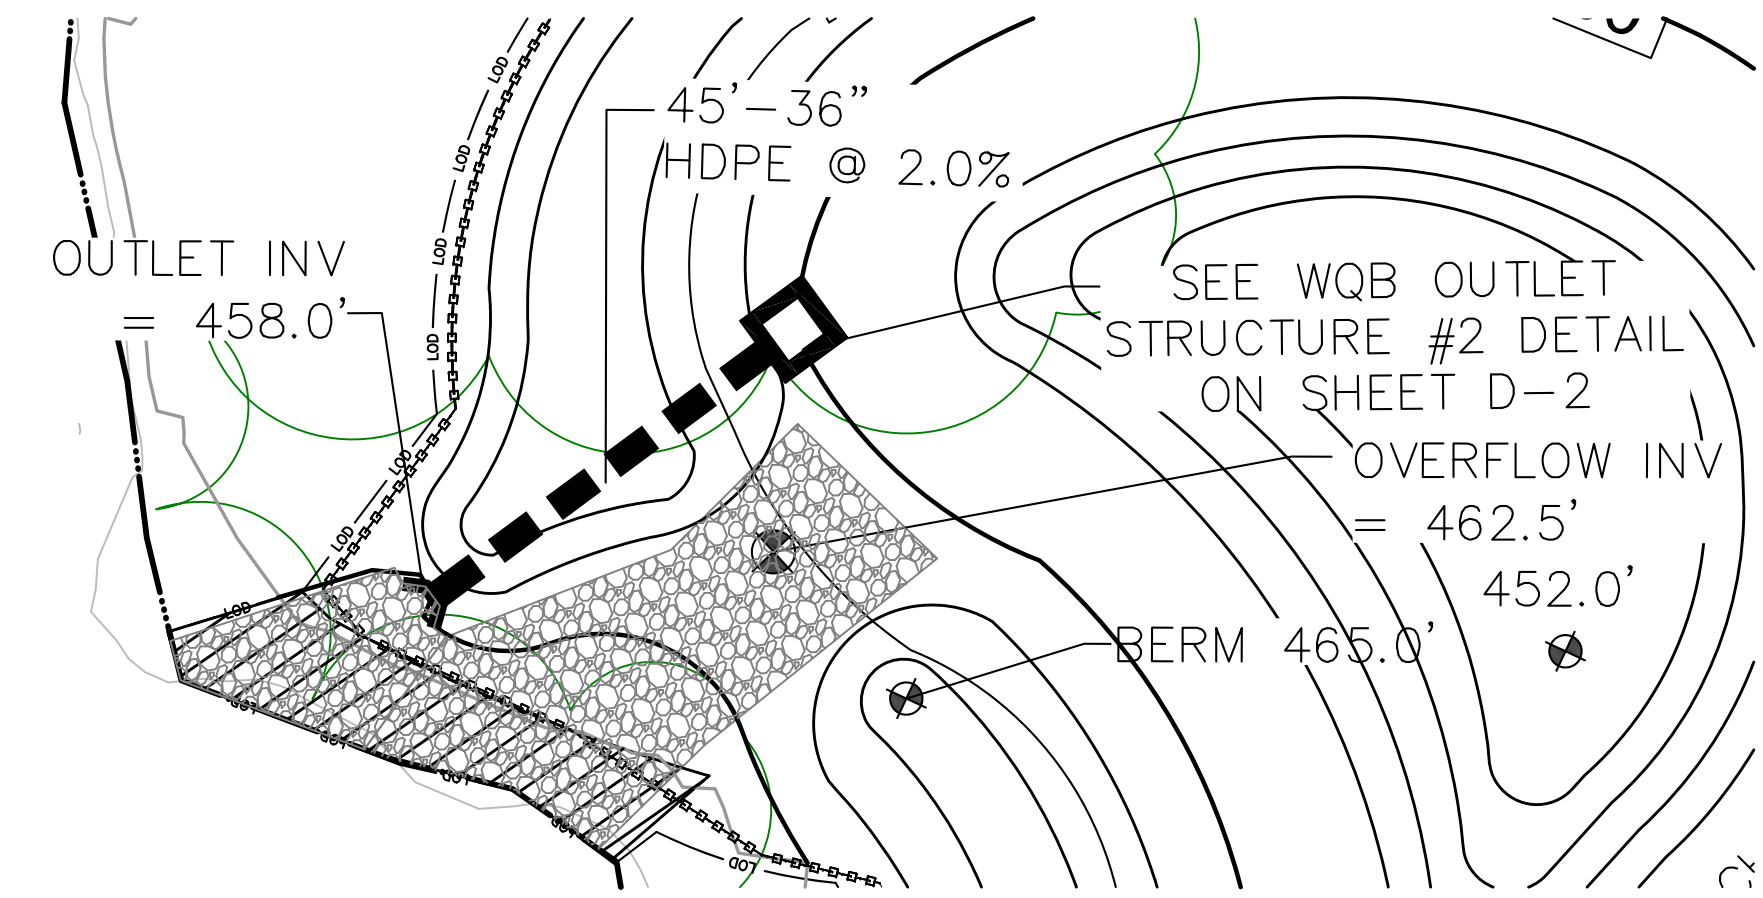 LOD
45'-36"
LOD
HDPE @ 2.0%
LOD
OUTLET INV
= 458.0'
SEE WQB OUTLET
STRUCTURE #2 DETAIL
ON SHEET D-2
LOD
LOD
OVERFLOW INV
= 462.5'
LOD
452.0'
LOD
BERM 465.0'
LOD
LOD
LOD
LOD
LOD